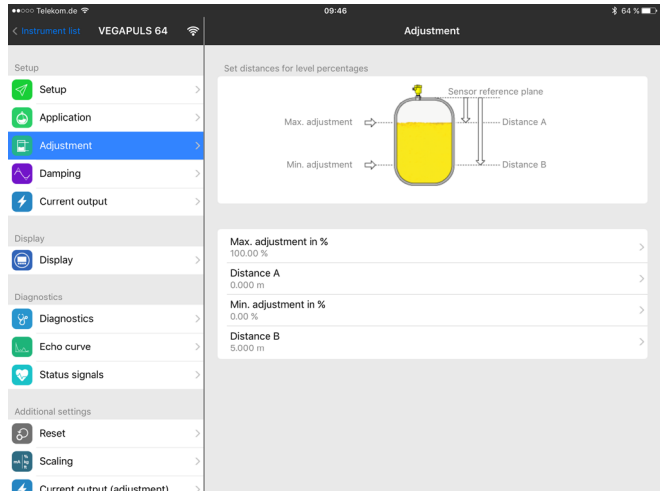 ●●○○○ Telekom.de 09:46 64 %
Instrument list VEGAPULS 64
Adjustment
Setup
Setup
Application
Adjustment
Damping
Current output
Display
Display
Diagnostics
Diagnostics
Echo curve
Status signals
Additional settings
Reset
Scaling
Current output (adjustment)
Set distances for level percentages
Sensor reference plane
Max. adjustment
Distance A
Min. adjustment
Distance B
Max. adjustment in %
100.00 %
Distance A
0.000 m
Min. adjustment in %
0.00 %
Distance B
5.000 m